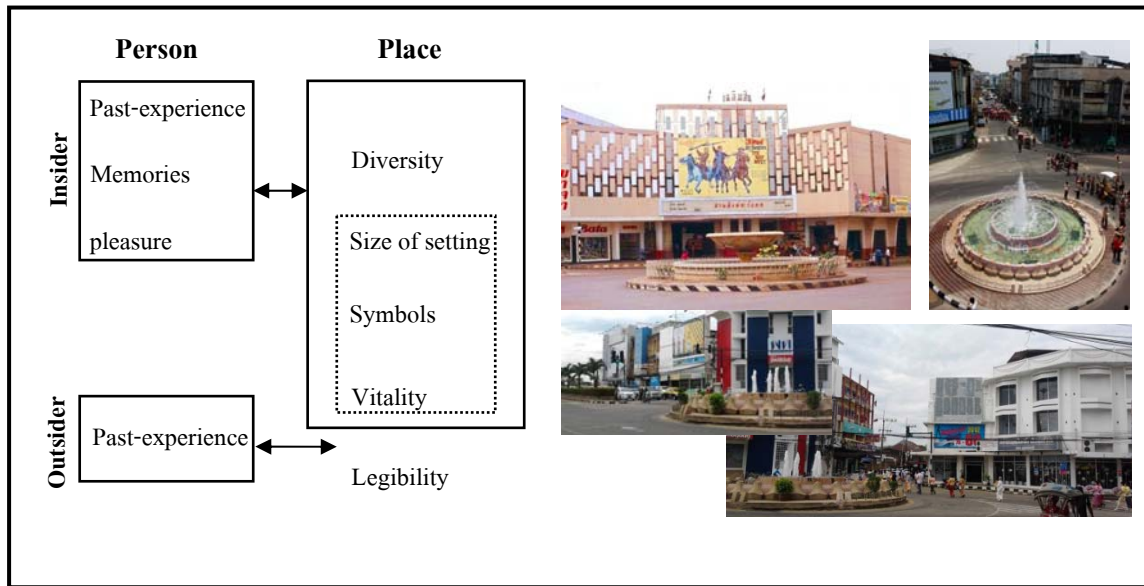 Person
Place
Insider
Past-experience
Memories
pleasure
Diversity
Size of setting
Symbols
Vitality
Outsider
Past-experience
Legibility